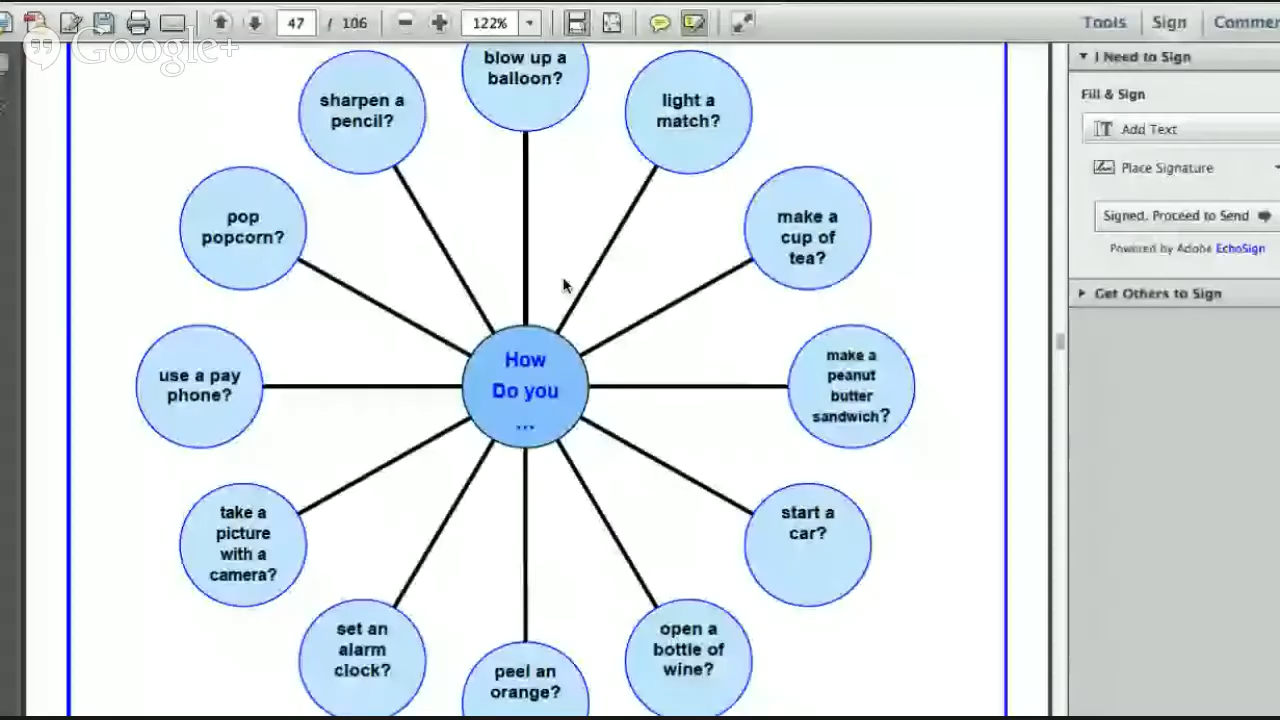 47 / 106
122%
Tools
Sign
Commen
Google+
I Need to Sign
Fill & Sign
Add Text
Place Signature
Signed. Proceed to Send
Powered by Adobe EchoSign
Get Others to Sign
blow up a
balloon?
sharpen a
pencil?
light a
match?
pop
popcorn?
make a
cup of
tea?
use a pay
phone?
How
Do you
...
make a
peanut
butter
sandwich?
take a
picture
with a
camera?
start a
car?
set an
alarm
clock?
peel an
orange?
open a
bottle of
wine?